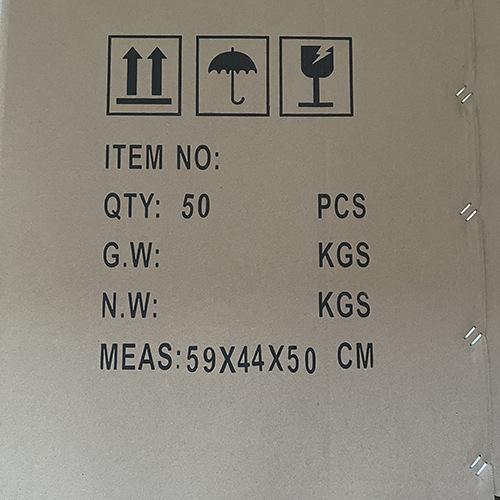 ITEM NO:
QTY: 50 PCS
G.W: KGS
N.W: KGS
MEAS:59X44X50 CM